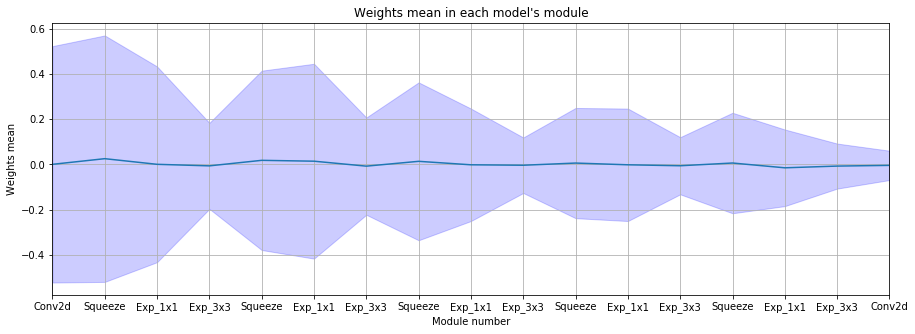 Weights mean in each model's module
Weights mean
0.6
0.4
0.2
0.0
−0.2
−0.4
Conv2d Squeeze Exp_1x1 Exp_3x3 Squeeze Exp_1x1 Exp_3x3 Squeeze Exp_1x1 Exp_3x3 Squeeze Exp_1x1 Exp_3x3 Squeeze Exp_1x1 Exp_3x3 Conv2d
Module number